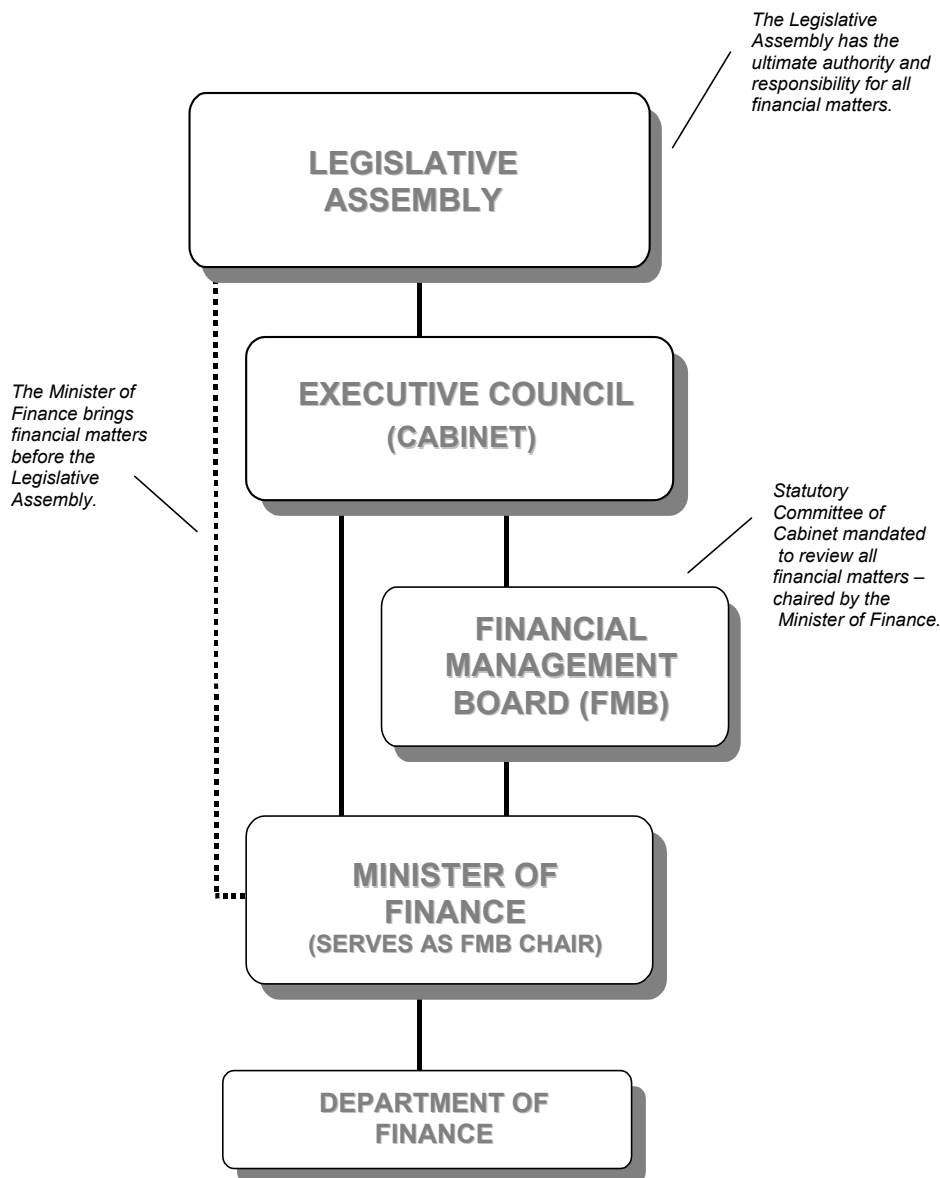 The Legislative
Assembly has the
ultimate authority and
responsibility for all
financial matters.
LEGISLATIVE
ASSEMBLY
EXECUTIVE COUNCIL
(CABINET)
The Minister of
Finance brings
financial matters
before the
Legislative
Assembly.
Statutory
Committee of
Cabinet mandated
to review all
financial matters –
chaired by the
Minister of Finance.
FINANCIAL
MANAGEMENT
BOARD (FMB)
MINISTER OF
FINANCE
(SERVES AS FMB CHAIR)
DEPARTMENT OF
FINANCE